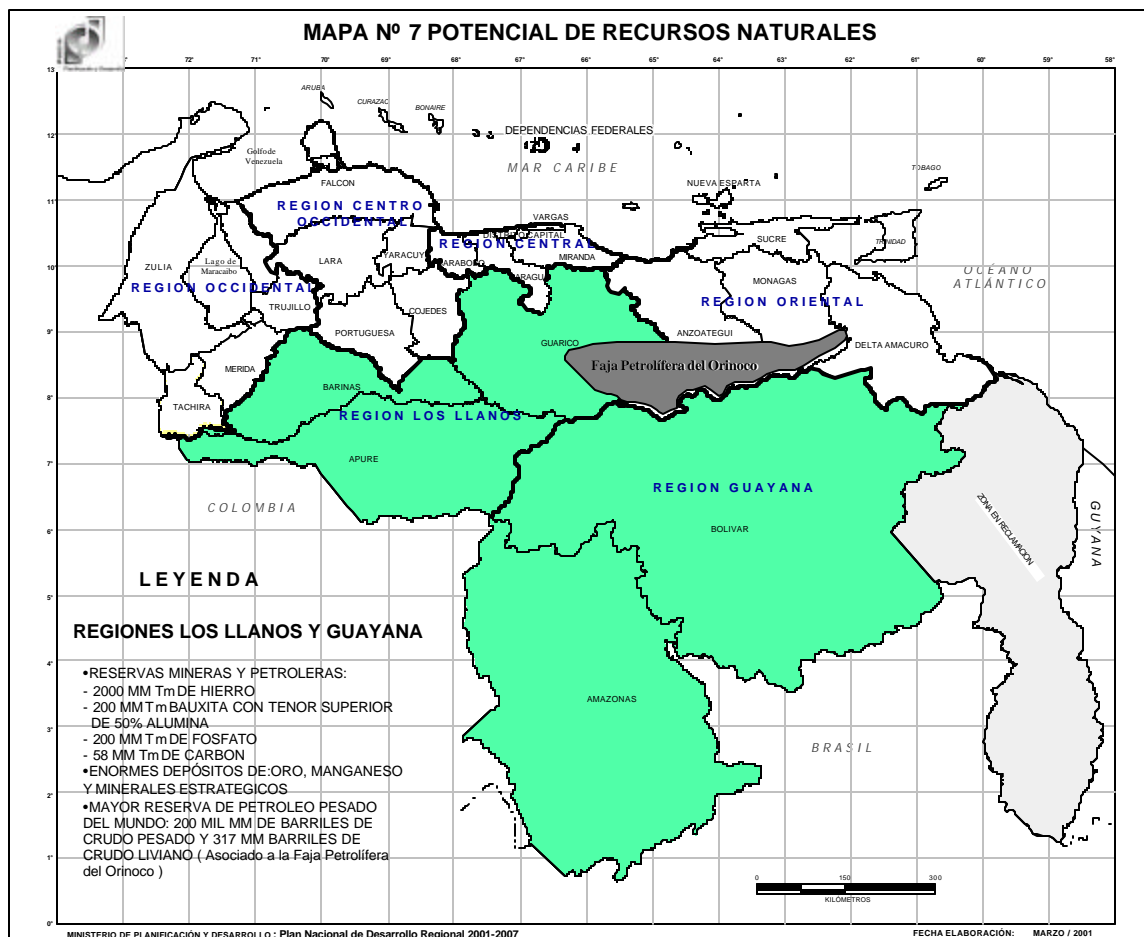 MAPA Nº 7 POTENCIAL DE RECURSOS NATURALES
72° 71° 70° 69° 68° 67° 66° 65° 64° 63° 62° 61° 60° 59° 58°
13°
ARUBA
CURAZAC
BONAIRE
12°
DEPENDENCIAS FEDERALES
Golfo de
Venezuela
MAR CARIBE
TOBAGO
FALCON
NUEVA ESPARTA
11°
REGION CENTRO
OCCIDENTAL
VARGAS
DISTRITO CAPITAL
REGION CENTRAL
SUCRE
TRINIDAD
LARA
YARACUY
CARABOBO
MIRANDA
ARAGUA
10°
ZULIA
Lago de
Maracaibo
MONAGAS
OCÉANO
ATLÁNTICO
REGION OCCIDENTAL
REGION ORIENTAL
TRUJILLO
COJEDES
PORTUGUESA
ANZOATEGUI
9°
GUARICO
DELTA AMACURO
MERIDA
Faja Petrolífera del Orinoco
BARINAS
8°
TACHIRA
REGION LOS LLANOS
APURE
7°
REGION GUAYANA
COLOMBIA
ZONA EN RECLAMACION
GUYANA
BOLIVAR
6°
LEYENDA
5°
REGIONES LOS LLANOS Y GUAYANA
4°
•RESERVAS MINERAS Y PETROLERAS:
- 2000 MM Tm DE HIERRO
- 200 MM Tm BAUXITA CON TENOR SUPERIOR
DE 50% ALUMINA
- 200 MM Tm DE FOSFATO
- 58 MM Tm DE CARBON
•ENORMES DEPÓSITOS DE:ORO, MANGANESO
Y MINERALES ESTRATEGICOS
•MAYOR RESERVA DE PETROLEO PESADO
DEL MUNDO: 200 MIL MM DE BARRILES DE
CRUDO PESADO Y 317 MM BARRILES DE
CRUDO LIVIANO ( Asociado a la Faja Petrolífera
del Orinoco )
AMAZONAS
3°
BRASIL
2°
1°
0 150 300
KILÓMETROS
0°
MINISTERIO DE PLANIFICACIÓN Y DESARROLLO : Plan Nacional de Desarrollo Regional 2001-2007
FECHA ELABORACIÓN: MARZO / 2001